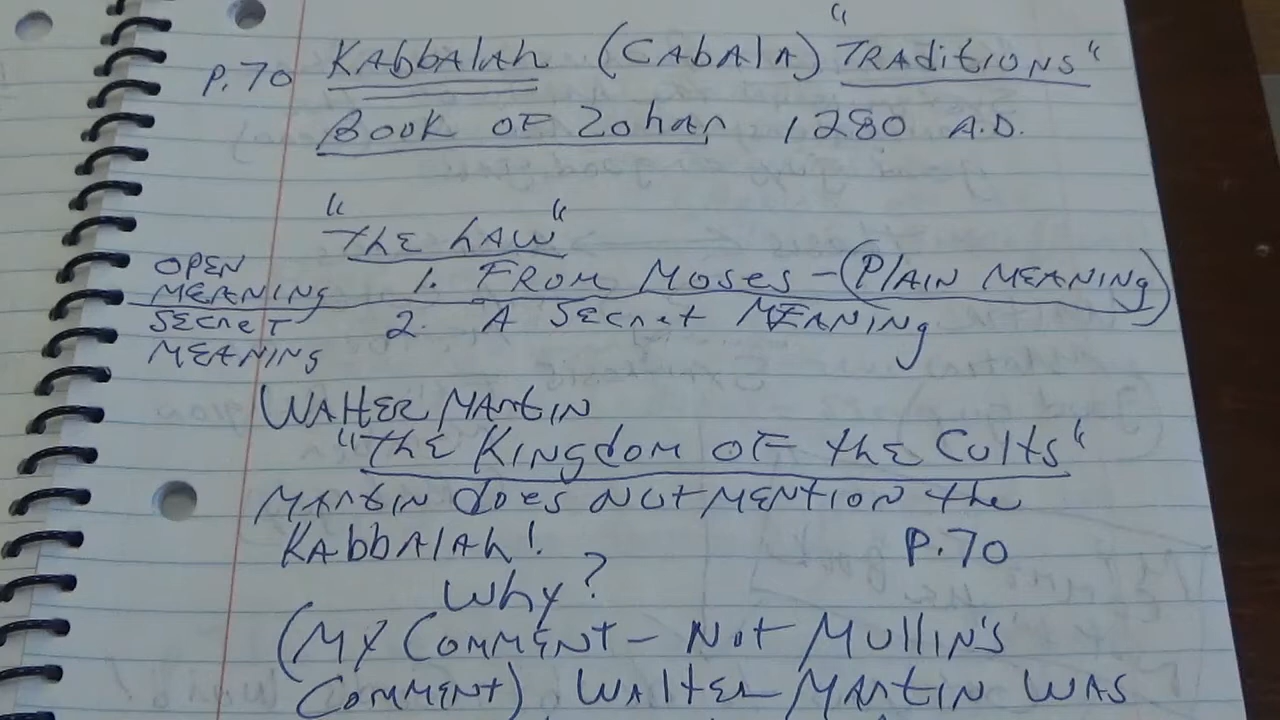 P.70 KAbbAlAh (CAbAlA) "TRAditiONS"
BOOK OF Zohar 1280 A.D.
"thE LAW"
OPEN MEANING 1. FROM MOSES - (PlAIN MEANINg)
SECRET MEANING 2. A SECRET MEANINg
WAltER MARtIN
"thE KINgdom OF thE Cults"
MARtIN does NOt MENTION the
KAbbAlAh! P.70
Why?
(MY COMMENt - Not MUllIN'S
COMMENt). WAltER MARtIN WAS